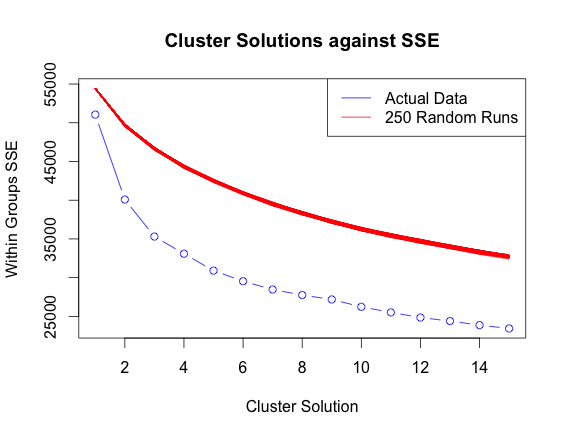 Cluster Solutions against SSE
Actual Data
250 Random Runs
Within Groups SSE
55000
45000
35000
25000
2 4 6 8 10 12 14
Cluster Solution